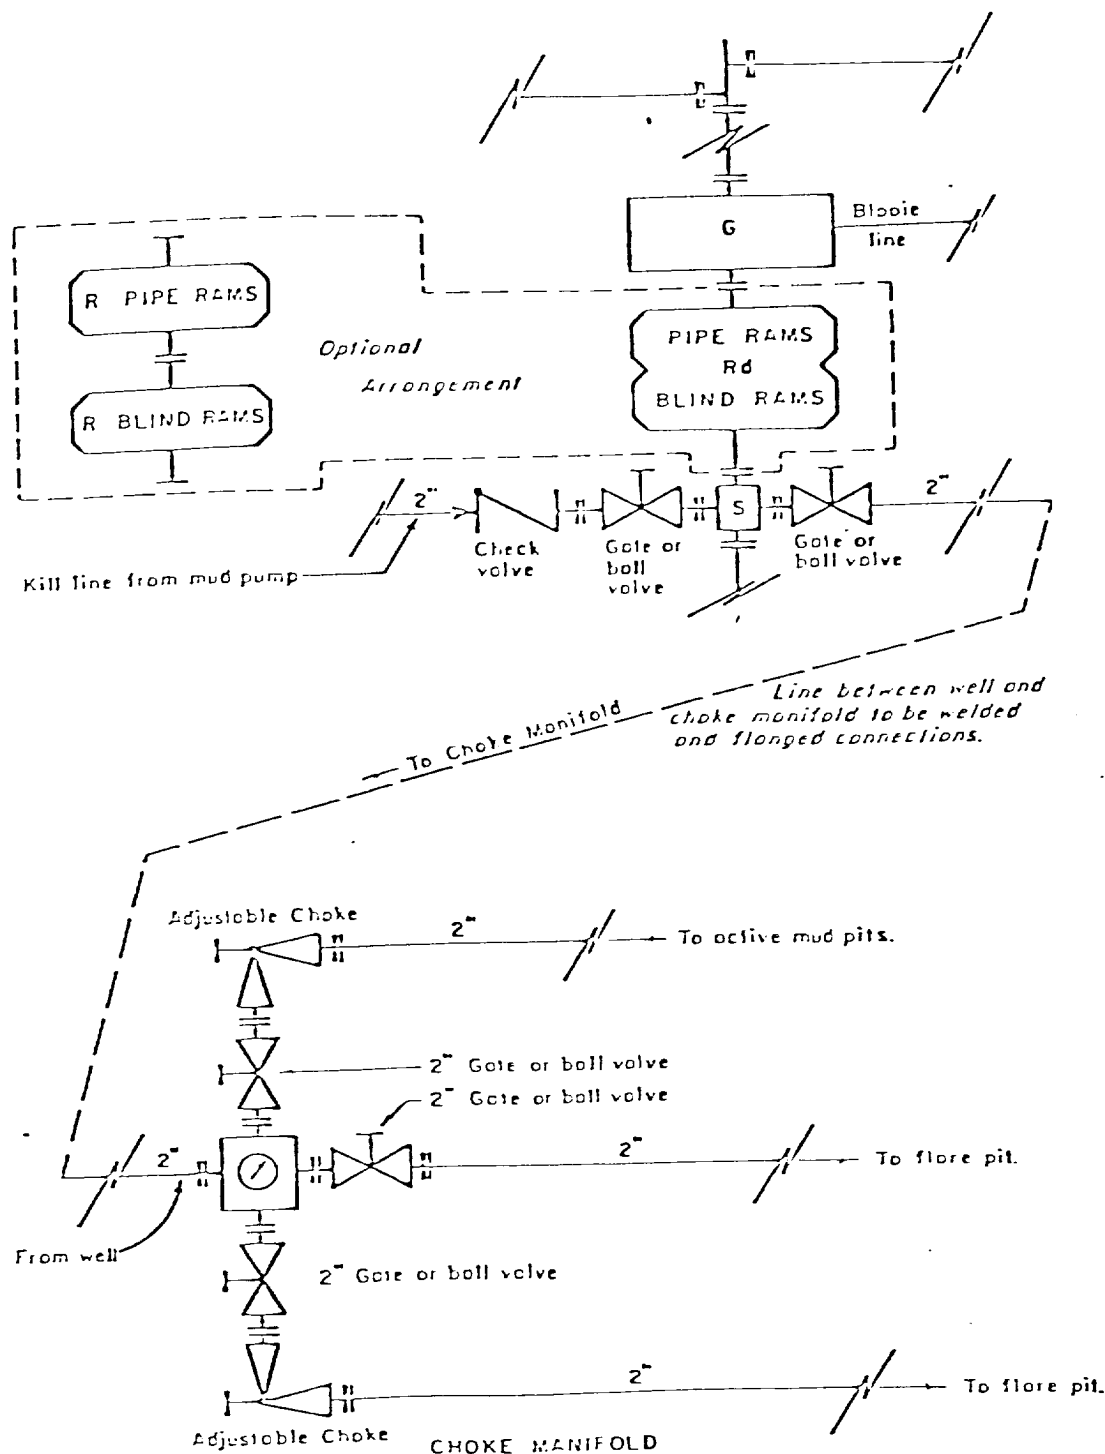 G
Blooie
line
R PIPE RAMS
R BLIND RAMS
Optional
Arrangement
PIPE RAMS
Rd
BLIND RAMS
2"
S
2"
Check
valve
Gate or
ball
valve
Gate or
ball valve
Kill line from mud pump
Line between well and
choke manifold to be welded
and flanged connections.
To Choke Manifold
Adjustable Choke
2"
To active mud pits.
2" Gate or ball valve
2" Gate or ball valve
2"
2"
To flare pit.
From well
2" Gate or ball valve
2"
To flare pit.
Adjustable Choke
CHOKE MANIFOLD